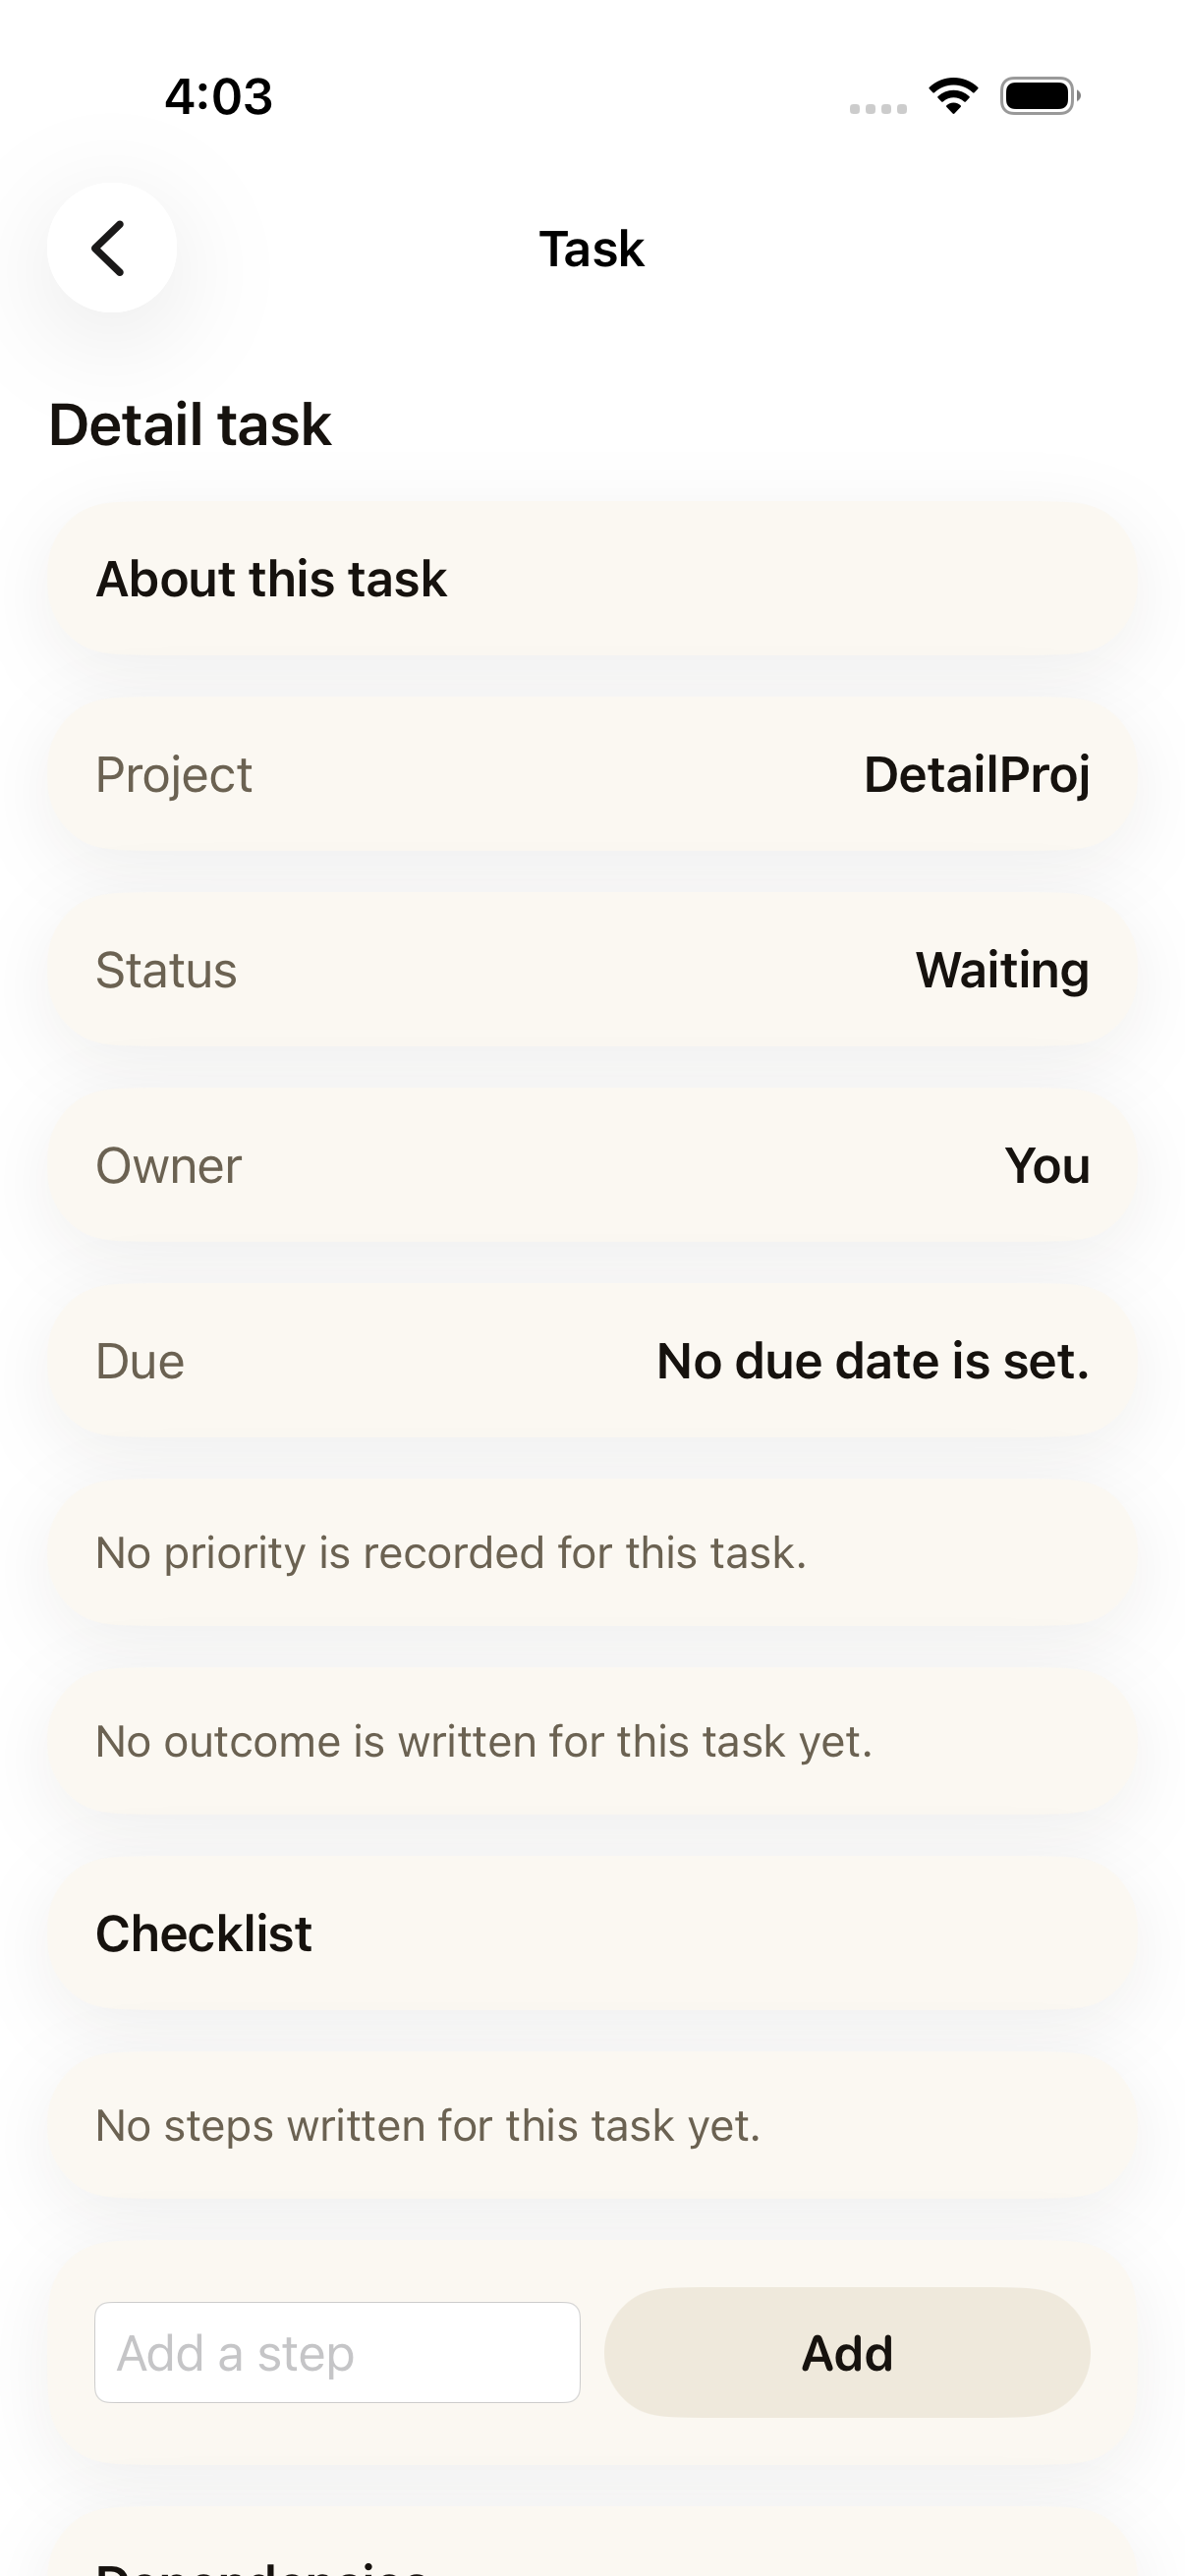 4:03
Task
Detail task
About this task
Project DetailProj
Status Waiting
Owner You
Due No due date is set.
No priority is recorded for this task.
No outcome is written for this task yet.
Checklist
No steps written for this task yet.
Add a step Add